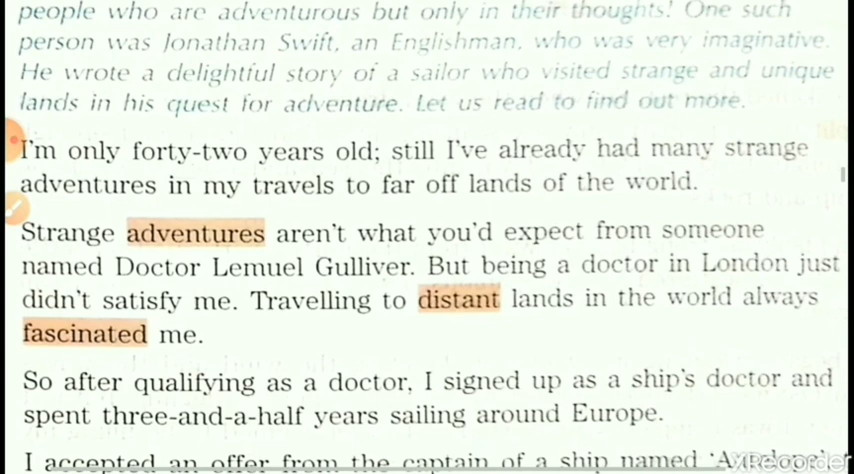 people who are adventurous but only in their thoughts! One such
person was Jonathan Swift, an Englishman, who was very imaginative.
He wrote a delightful story of a sailor who visited strange and unique
lands in his quest for adventure. Let us read to find out more.
I'm only forty-two years old; still I've already had many strange
adventures in my travels to far off lands of the world.
Strange adventures aren't what you'd expect from someone
named Doctor Lemuel Gulliver. But being a doctor in London just
didn't satisfy me. Travelling to distant lands in the world always
fascinated me.
So after qualifying as a doctor, I signed up as a ship's doctor and
spent three-and-a-half years sailing around Europe.
I accepted an offer from the captain of a ship named
XRecorder